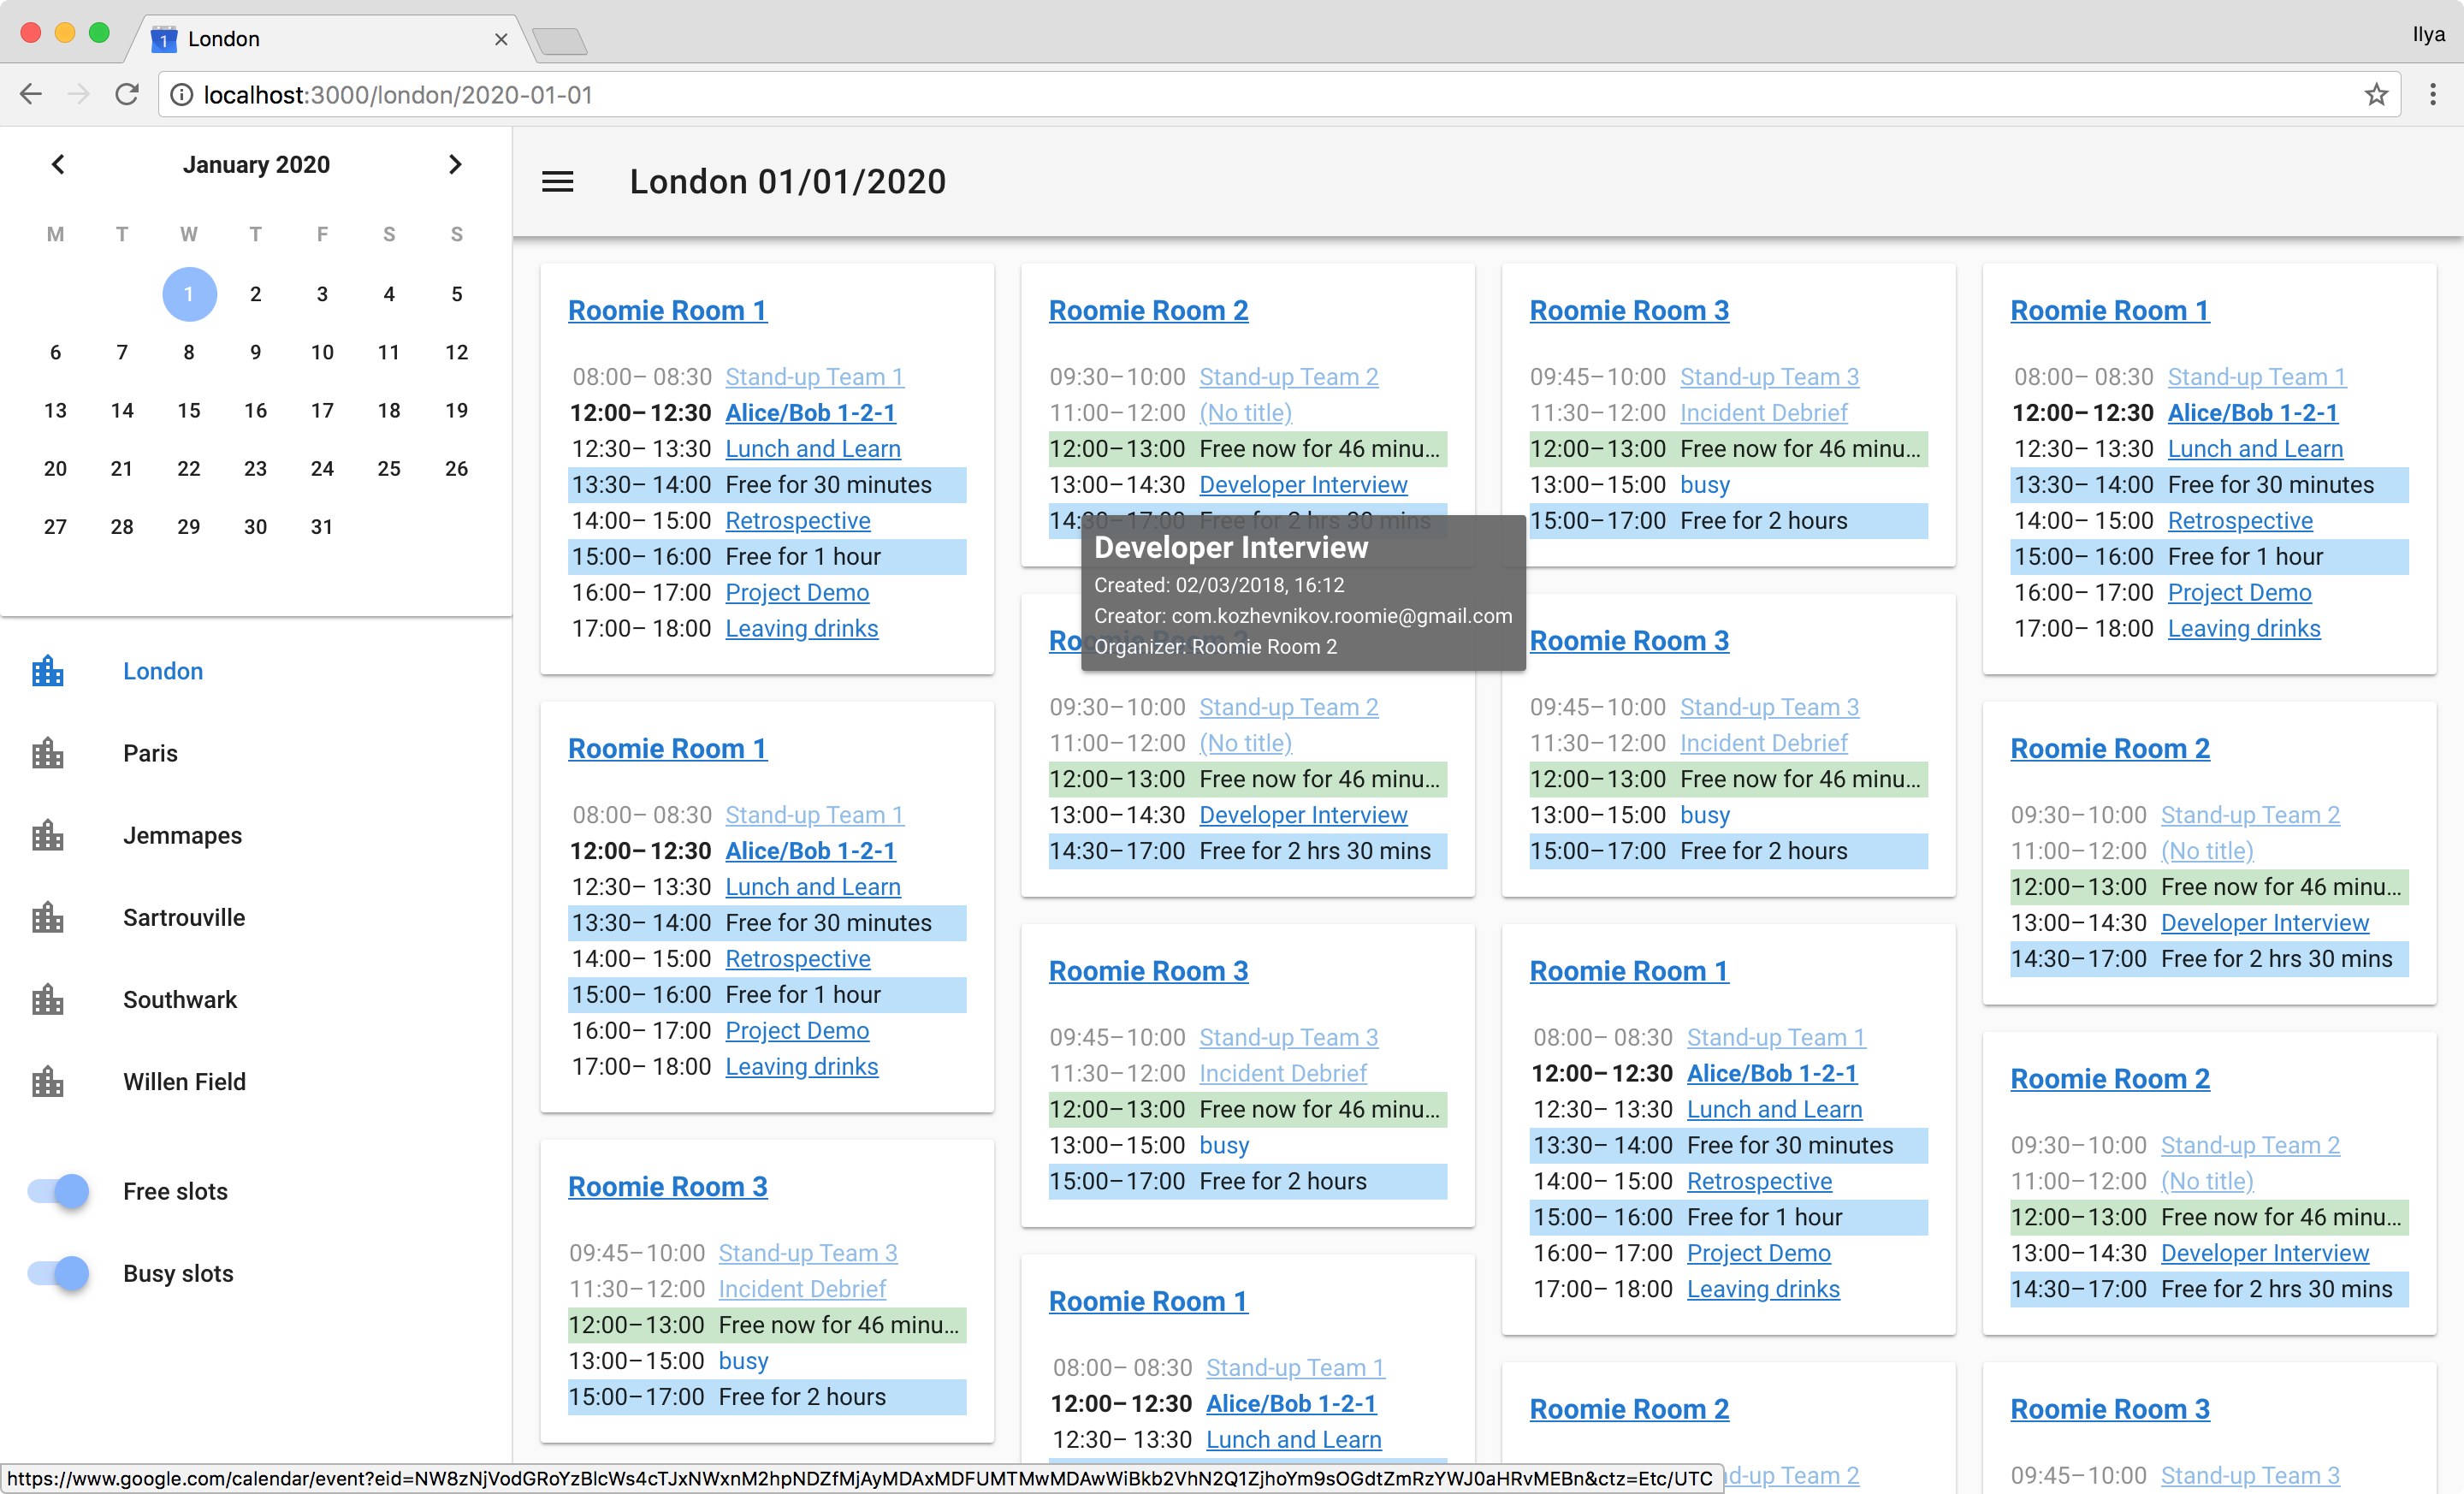 London
Ilya
localhost:3000/london/2020-01-01
January 2020
M T W T F S S
1 2 3 4 5
6 7 8 9 10 11 12
13 14 15 16 17 18 19
20 21 22 23 24 25 26
27 28 29 30 31
London
Paris
Jemmapes
Sartrouville
Southwark
Willen Field
Free slots
Busy slots
London 01/01/2020
Roomie Room 1
08:00– 08:30 Stand-up Team 1
12:00– 12:30 Alice/Bob 1-2-1
12:30– 13:30 Lunch and Learn
13:30– 14:00 Free for 30 minutes
14:00– 15:00 Retrospective
15:00– 16:00 Free for 1 hour
16:00– 17:00 Project Demo
17:00– 18:00 Leaving drinks
Roomie Room 1
08:00– 08:30 Stand-up Team 1
12:00– 12:30 Alice/Bob 1-2-1
12:30– 13:30 Lunch and Learn
13:30– 14:00 Free for 30 minutes
14:00– 15:00 Retrospective
15:00– 16:00 Free for 1 hour
16:00– 17:00 Project Demo
17:00– 18:00 Leaving drinks
Roomie Room 3
09:45–10:00 Stand-up Team 3
11:30–12:00 Incident Debrief
12:00–13:00 Free now for 46 minu...
13:00–15:00 busy
15:00–17:00 Free for 2 hours
Roomie Room 2
09:30–10:00 Stand-up Team 2
11:00–12:00 (No title)
12:00–13:00 Free now for 46 minu...
13:00–14:30 Developer Interview
14:30–17:00 Free for 2 hrs 30 mins
Developer Interview
Created: 02/03/2018, 16:12
Creator: com.kozhevnikov.roomie@gmail.com
Organizer: Roomie Room 2
09:30–10:00 Stand-up Team 2
11:00–12:00 (No title)
12:00–13:00 Free now for 46 minu...
13:00–14:30 Developer Interview
14:30–17:00 Free for 2 hrs 30 mins
Roomie Room 3
09:45–10:00 Stand-up Team 3
11:30–12:00 Incident Debrief
12:00–13:00 Free now for 46 minu...
13:00–15:00 busy
15:00–17:00 Free for 2 hours
Roomie Room 1
08:00– 08:30 Stand-up Team 1
12:00– 12:30 Alice/Bob 1-2-1
12:30– 13:30 Lunch and Learn
Roomie Room 3
09:45–10:00 Stand-up Team 3
11:30–12:00 Incident Debrief
12:00–13:00 Free now for 46 minu...
13:00–15:00 busy
15:00–17:00 Free for 2 hours
Roomie Room 3
09:45–10:00 Stand-up Team 3
11:30–12:00 Incident Debrief
12:00–13:00 Free now for 46 minu...
13:00–15:00 busy
15:00–17:00 Free for 2 hours
Roomie Room 1
08:00– 08:30 Stand-up Team 1
12:00– 12:30 Alice/Bob 1-2-1
12:30– 13:30 Lunch and Learn
13:30– 14:00 Free for 30 minutes
14:00– 15:00 Retrospective
15:00– 16:00 Free for 1 hour
16:00– 17:00 Project Demo
17:00– 18:00 Leaving drinks
Roomie Room 2
d-up Team 2
Roomie Room 1
08:00– 08:30 Stand-up Team 1
12:00– 12:30 Alice/Bob 1-2-1
12:30– 13:30 Lunch and Learn
13:30– 14:00 Free for 30 minutes
14:00– 15:00 Retrospective
15:00– 16:00 Free for 1 hour
16:00– 17:00 Project Demo
17:00– 18:00 Leaving drinks
Roomie Room 2
09:30–10:00 Stand-up Team 2
11:00–12:00 (No title)
12:00–13:00 Free now for 46 minu...
13:00–14:30 Developer Interview
14:30–17:00 Free for 2 hrs 30 mins
Roomie Room 2
09:30–10:00 Stand-up Team 2
11:00–12:00 (No title)
12:00–13:00 Free now for 46 minu...
13:00–14:30 Developer Interview
14:30–17:00 Free for 2 hrs 30 mins
Roomie Room 3
09:45–10:00 Stand-up Team 3
https://www.google.com/calendar/event?eid=NW8zNjVodGRoYzBlcWs4cTJxNWxnM2hpNDZfMjAyMDAxMDFUMTMwMDAwWiBkb2VhN2Q1ZjhoYm9sOGdtZmRzYWJ0aHRvMEBn&ctz=Etc/UTC